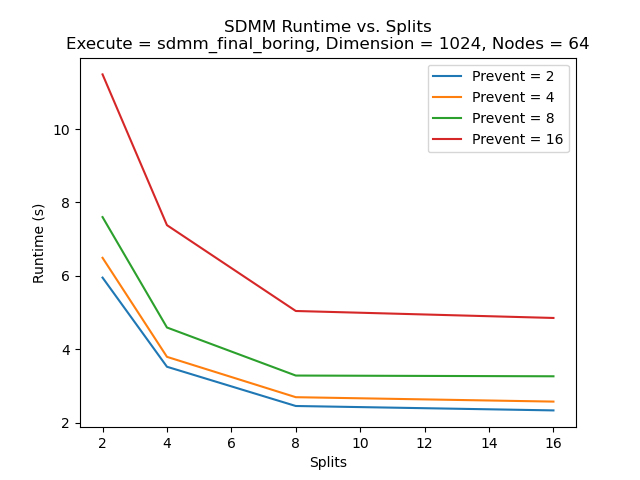 SDMM Runtime vs. Splits
Execute = sdmm_final_boring, Dimension = 1024, Nodes = 64
Prevent = 2
Prevent = 4
Prevent = 8
Prevent = 16
Runtime (s)
10
8
6
4
2
2 4 6 8 10 12 14 16
Splits